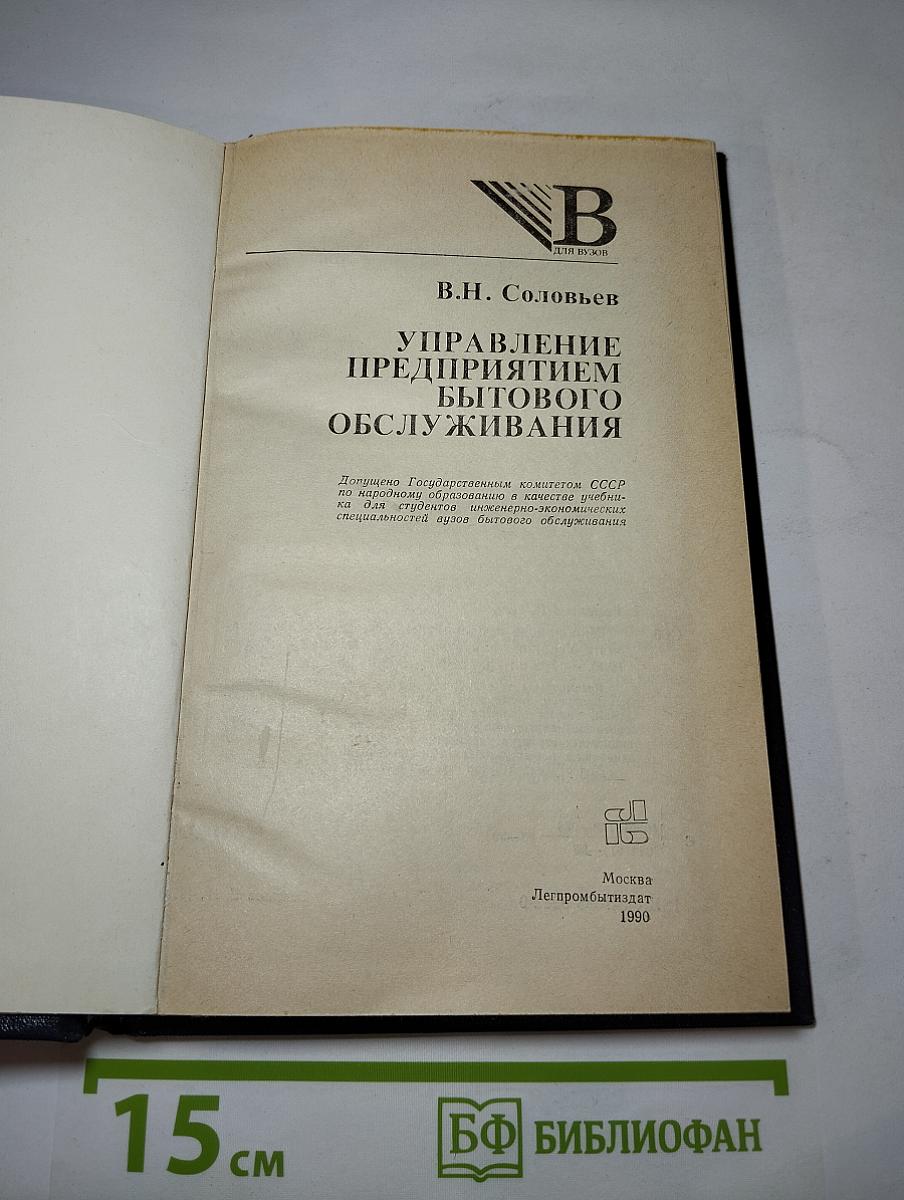 В
ДЛЯ ВУЗОВ
В.Н. Соловьев
УПРАВЛЕНИЕ
ПРЕДПРИЯТИЕМ
БЫТОВОГО
ОБСЛУЖИВАНИЯ
Допущено Государственным комитетом СССР
по народному образованию в качестве учебни-
ка для студентов инженерно-экономических
специальностей вузов бытового обслуживания
Москва
Легпромбытиздат
1990
15 см
БФ БИБЛИОФАН